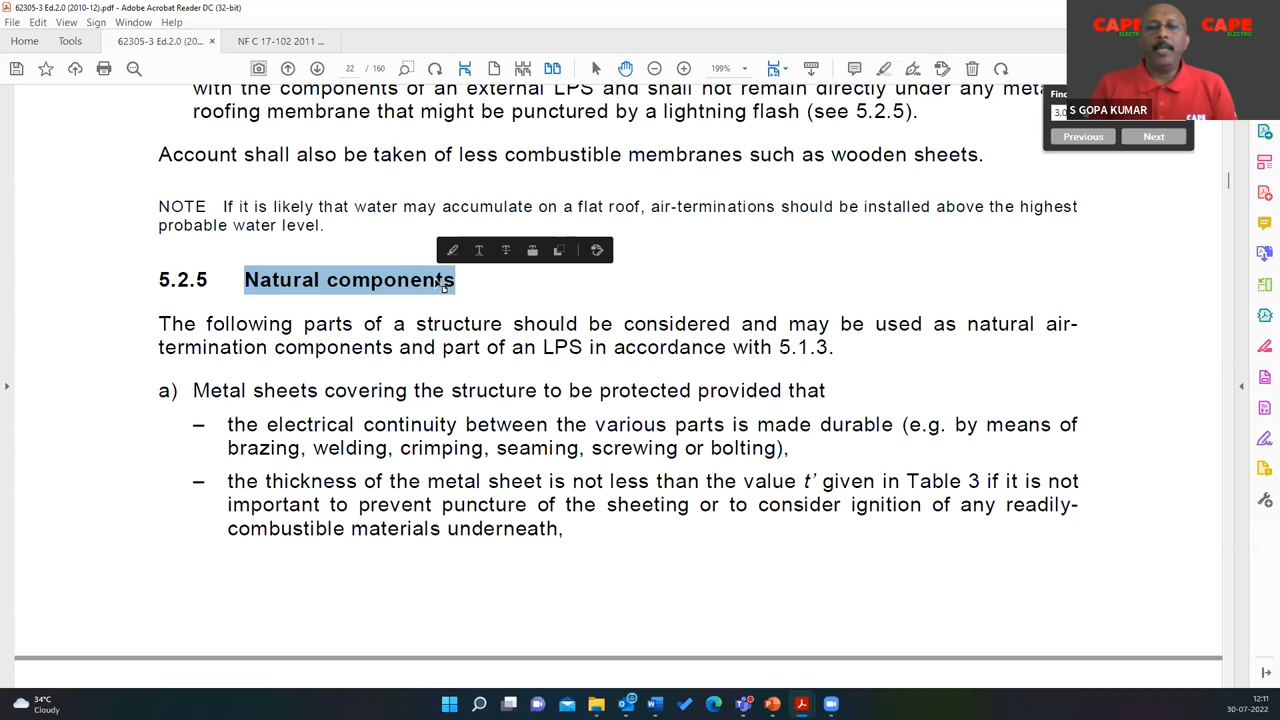 62305-3 Ed.2.0 (2010-12).pdf - Adobe Acrobat Reader DC (32-bit)
File Edit View Sign Window Help
Home Tools 62305-3 Ed.2.0 (20... × NF C 17-102 2011 ...
22 / 160 199%
CAPE ELECTRIC CAPE ELECTRIC
CAPE
S GOPA KUMAR
Previous Next
with the components of an external LPS and shall not remain directly under any
roofing membrane that might be punctured by a lightning flash (see 5.2.5).
Account shall also be taken of less combustible membranes such as wooden sheets.
NOTE If it is likely that water may accumulate on a flat roof, air-terminations should be installed above the highest
probable water level.
5.2.5 Natural components
The following parts of a structure should be considered and may be used as natural air-
termination components and part of an LPS in accordance with 5.1.3.
a) Metal sheets covering the structure to be protected provided that
– the electrical continuity between the various parts is made durable (e.g. by means of
brazing, welding, crimping, seaming, screwing or bolting),
– the thickness of the metal sheet is not less than the value t’ given in Table 3 if it is not
important to prevent puncture of the sheeting or to consider ignition of any readily-
combustible materials underneath,
34°C
Cloudy
12:11
30-07-2022